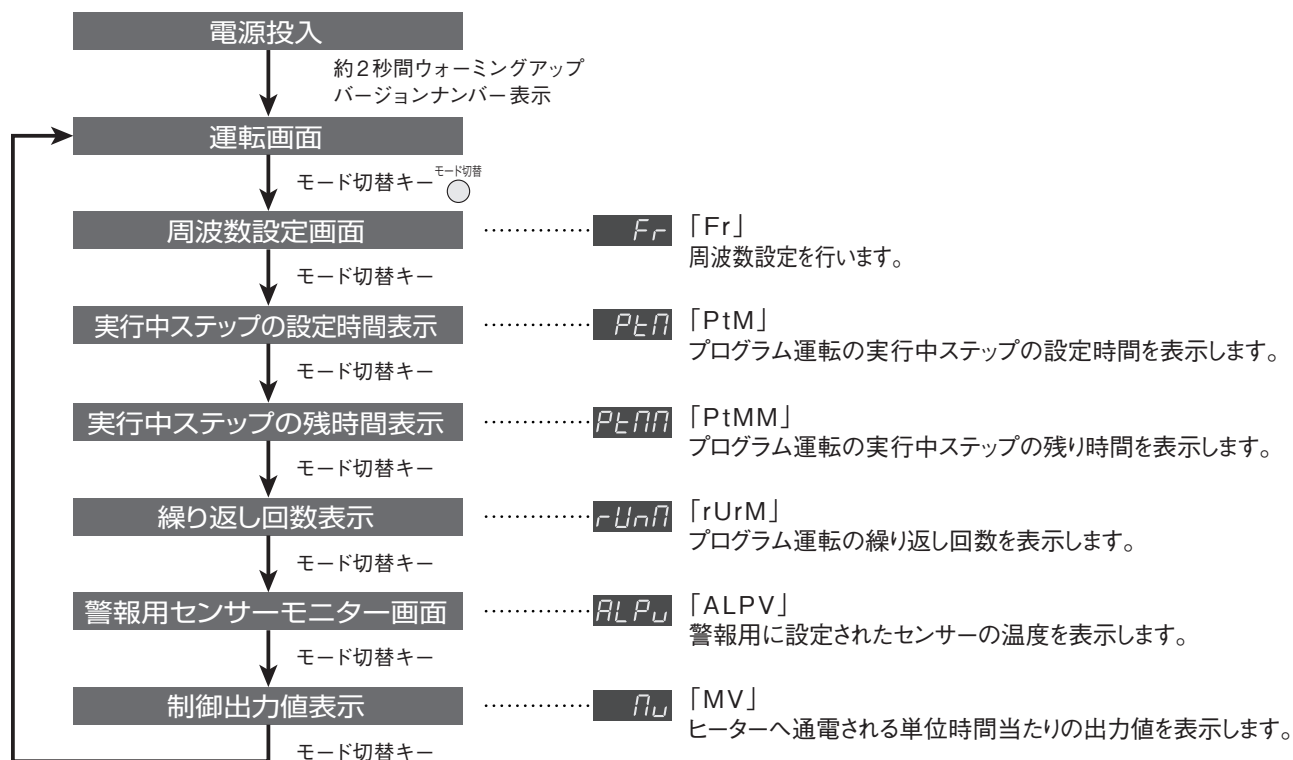 電源投入
約2秒間ウォーミングアップ
バージョンナンバー表示
運転画面
モード切替キー モード切替
周波数設定画面 …………… Fr 「Fr」
周波数設定を行います。
モード切替キー
実行中ステップの設定時間表示 …………… PtM 「PtM」
プログラム運転の実行中ステップの設定時間を表示します。
モード切替キー
実行中ステップの残時間表示 …………… PtMM 「PtMM」
プログラム運転の実行中ステップの残り時間を表示します。
モード切替キー
繰り返し回数表示 …………… rUnM 「rUrM」
プログラム運転の繰り返し回数を表示します。
モード切替キー
警報用センサーモニター画面 …………… ALPv 「ALPV」
警報用に設定されたセンサーの温度を表示します。
モード切替キー
制御出力値表示 …………… Mv 「MV」
ヒーターへ通電される単位時間当たりの出力値を表示します。
モード切替キー